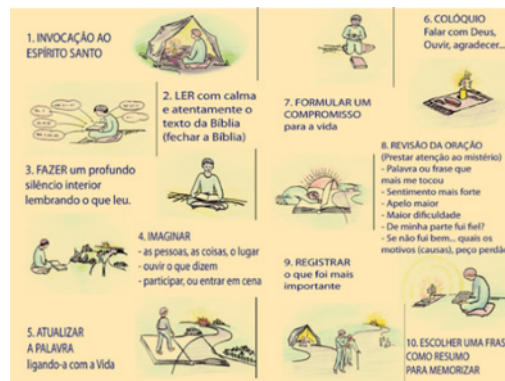 1. INVOCAÇÃO AO
ESPÍRITO SANTO
2. LER com calma
e atentamente o
texto da Bíblia
(fechar a Bíblia)
3. FAZER um profundo
silêncio interior
lembrando o que leu.
4. IMAGINAR
- as pessoas, as coisas, o lugar
- ouvir o que dizem
- participar, ou entrar em cena
5. ATUALIZAR
A PALAVRA
ligando-a com a Vida
6. COLÓQUIO
Falar com Deus,
Ouvir, agradecer...
7. FORMULAR UM
COMPROMISSO
para a vida
8. REVISÃO DA ORAÇÃO
(Prestar atenção ao mistério)
- Palavra ou frase que
mais me tocou
- Sentimento mais forte
- Apelo maior
- Maior dificuldade
- De minha parte fui fiel?
- Se não fui bem... quais os
motivos (causas), peço perdão
9. REGISTRAR
o que foi mais
importante
10. ESCOLHER UMA FRAS
COMO RESUMO
PARA MEMORIZAR